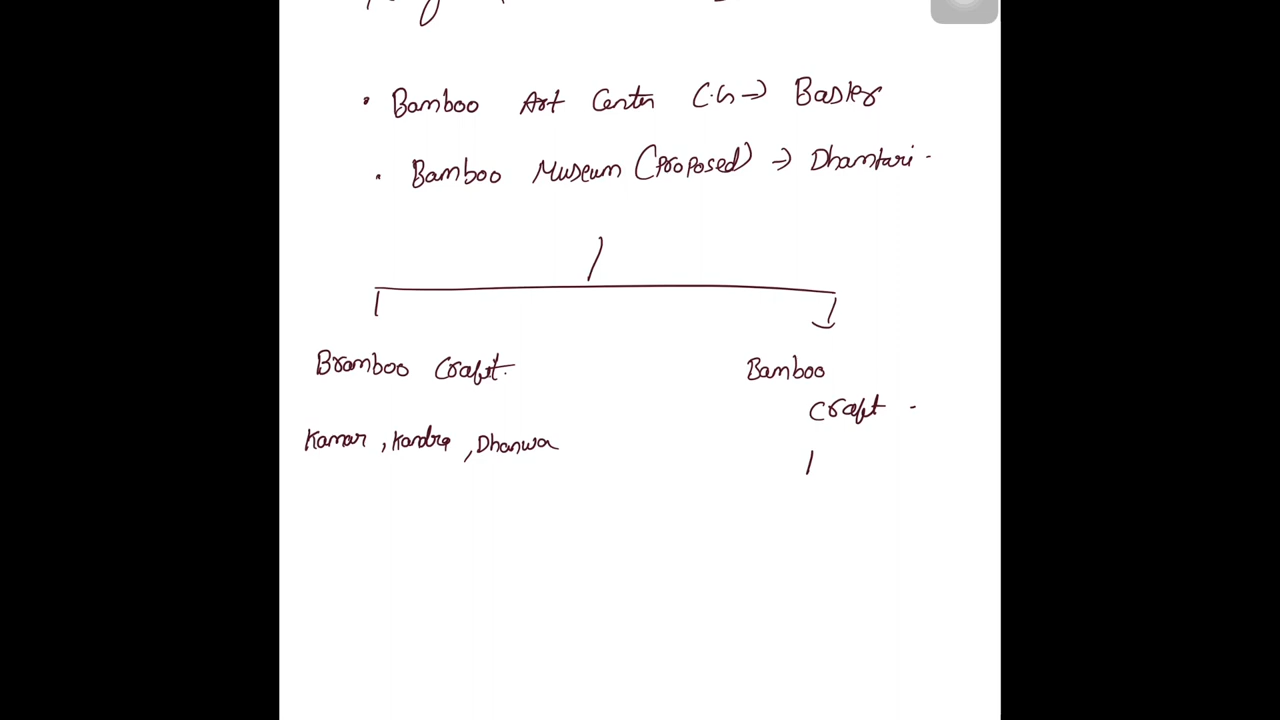 • Bamboo Art Center C.G → Baster
• Bamboo Museum (Proposed) → Dhamtari.
Bramboo Craft.
Bamboo
Craft.
Kamar, Kandra, Dhanwa